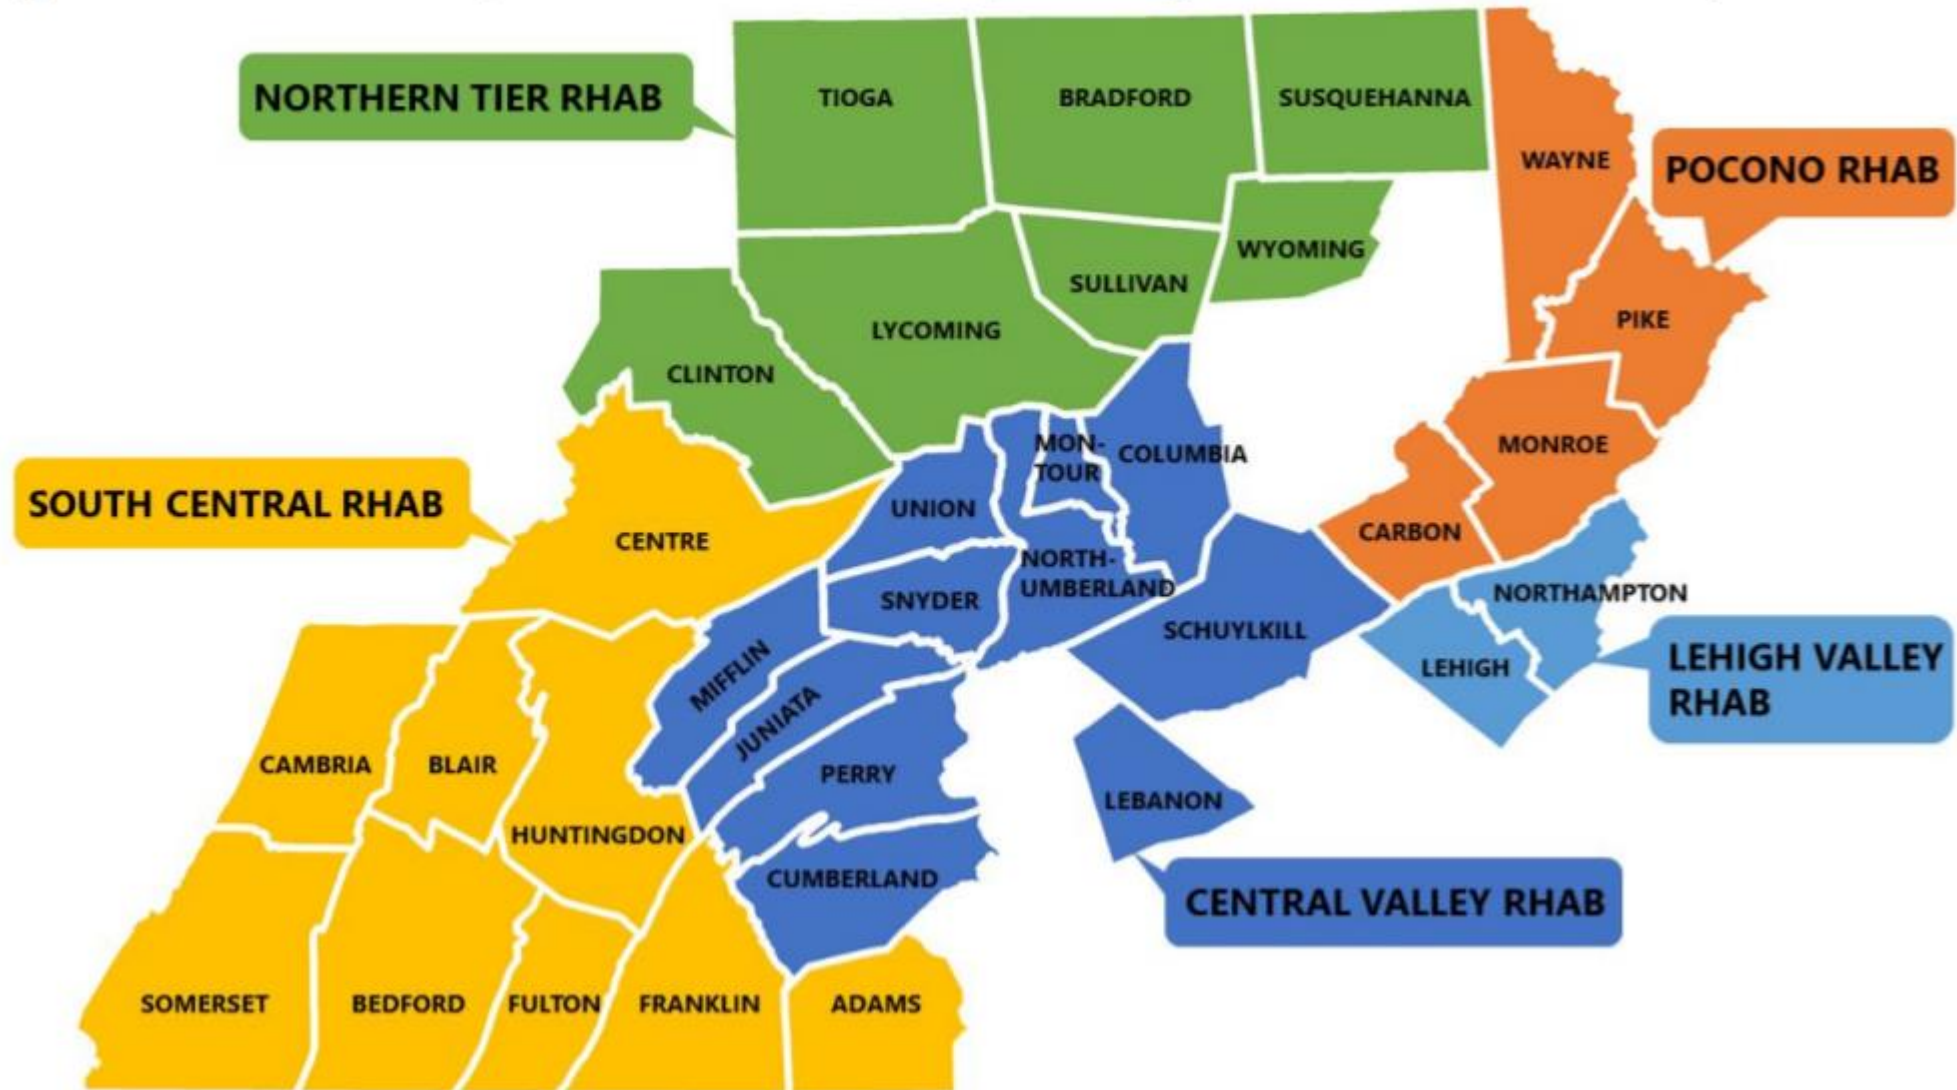 TIOGA
BRADFORD
SUSQUEHANNA
NORTHERN TIER RHAB
WAYNE
POCONO RHAB
WYOMING
SULLIVAN
PIKE
LYCOMING
CLINTON
MON-
TOUR
COLUMBIA
MONROE
SOUTH CENTRAL RHAB
UNION
CENTRE
CARBON
NORTH-
UMBERLAND
SNYDER
NORTHAMPTON
SCHUYLKILL
LEHIGH
LEHIGH VALLEY
RHAB
MIFFLIN
JUNIATA
CAMBRIA
BLAIR
PERRY
LEBANON
HUNTINGDON
CUMBERLAND
CENTRAL VALLEY RHAB
SOMERSET
BEDFORD
FULTON
FRANKLIN
ADAMS